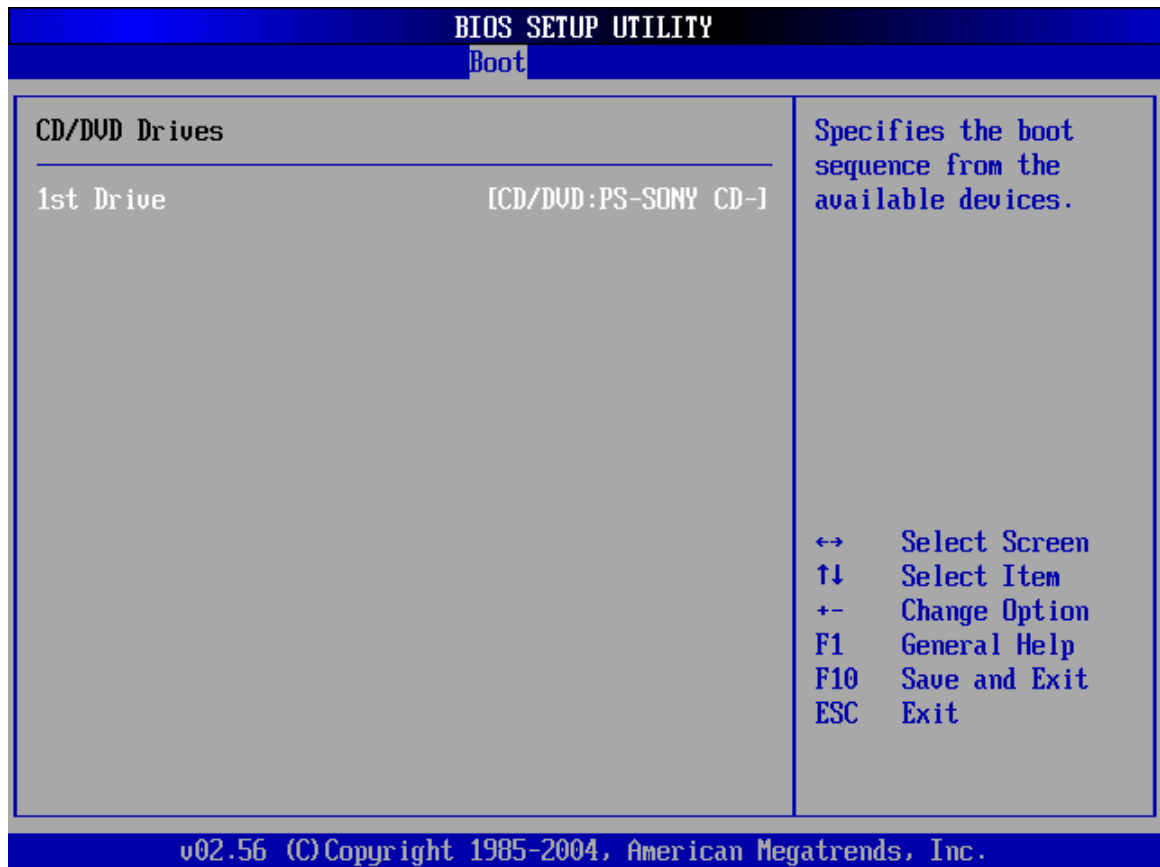 BIOS SETUP UTILITY
Boot
CD/DVD Drives
1st Drive [CD/DVD:PS-SONY CD-]
Specifies the boot
sequence from the
available devices.
←→ Select Screen
↑↓ Select Item
+- Change Option
F1 General Help
F10 Save and Exit
ESC Exit
v02.56 (C)Copyright 1985-2004, American Megatrends, Inc.